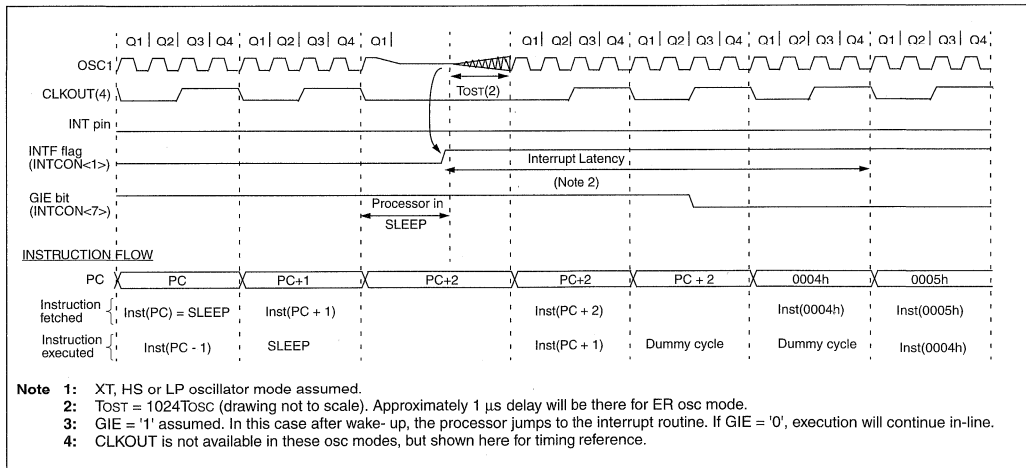 Q1 Q2 Q3 Q4 Q1 Q2 Q3 Q4 Q1 Q1 Q2 Q3 Q4 Q1 Q2 Q3 Q4 Q1 Q2 Q3 Q4 Q1 Q2 Q3 Q4
OSC1
TOST(2)
CLKOUT(4)
INT pin
INTF flag
(INTCON<1>)
Interrupt Latency
(Note 2)
GIE bit
(INTCON<7>)
Processor in
SLEEP
INSTRUCTION FLOW
PC PC PC+1 PC+2 PC+2 PC + 2 0004h 0005h
Instruction
fetched
Inst(PC) = SLEEP Inst(PC + 1) Inst(PC + 2) Inst(0004h) Inst(0005h)
Instruction
executed
Inst(PC - 1) SLEEP Inst(PC + 1) Dummy cycle Dummy cycle Inst(0004h)
Note 1: XT, HS or LP oscillator mode assumed.
2: TOST = 1024TOSC (drawing not to scale). Approximately 1 µs delay will be there for ER osc mode.
3: GIE = '1' assumed. In this case after wake- up, the processor jumps to the interrupt routine. If GIE = '0', execution will continue in-line.
4: CLKOUT is not available in these osc modes, but shown here for timing reference.